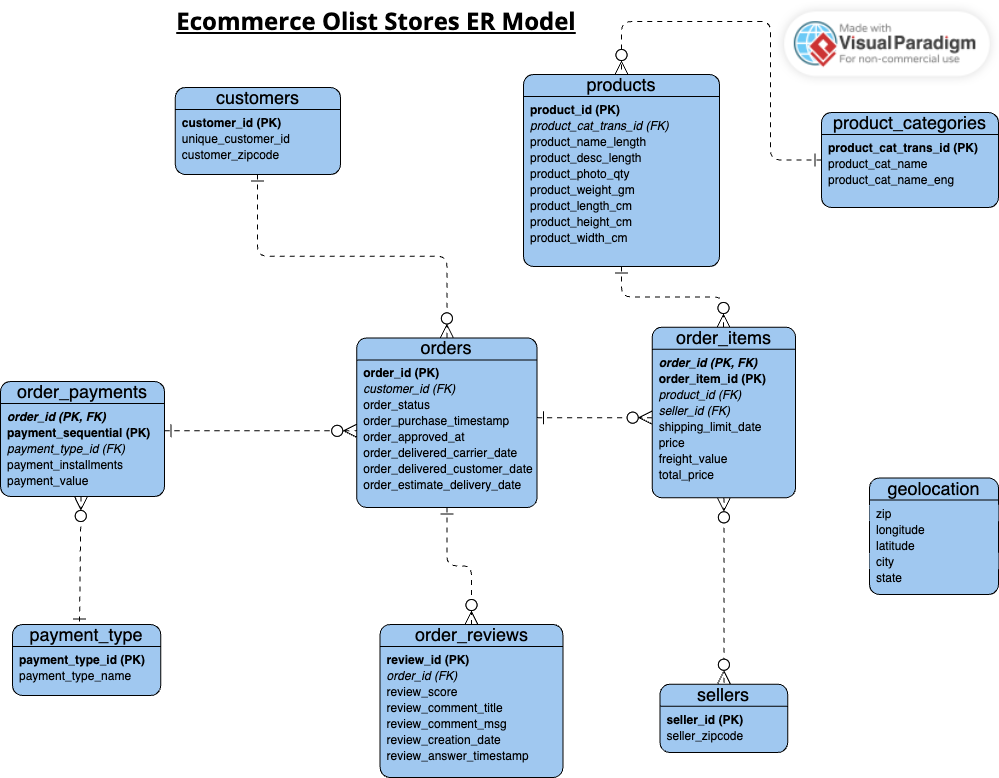 Ecommerce Olist Stores ER Model
Made with
VisualParadigm
For non-commercial use
customers
customer_id (PK)
unique_customer_id
customer_zipcode
products
product_id (PK)
product_cat_trans_id (FK)
product_name_length
product_desc_length
product_photo_qty
product_weight_gm
product_length_cm
product_height_cm
product_width_cm
product_categories
product_cat_trans_id (PK)
product_cat_name
product_cat_name_eng
orders
order_id (PK)
customer_id (FK)
order_status
order_purchase_timestamp
order_approved_at
order_delivered_carrier_date
order_delivered_customer_date
order_estimate_delivery_date
order_items
order_id (PK, FK)
order_item_id (PK)
product_id (FK)
seller_id (FK)
shipping_limit_date
price
freight_value
total_price
order_payments
order_id (PK, FK)
payment_sequential (PK)
payment_type_id (FK)
payment_installments
payment_value
geolocation
zip
longitude
latitude
city
state
payment_type
payment_type_id (PK)
payment_type_name
order_reviews
review_id (PK)
order_id (FK)
review_score
review_comment_title
review_comment_msg
review_creation_date
review_answer_timestamp
sellers
seller_id (PK)
seller_zipcode